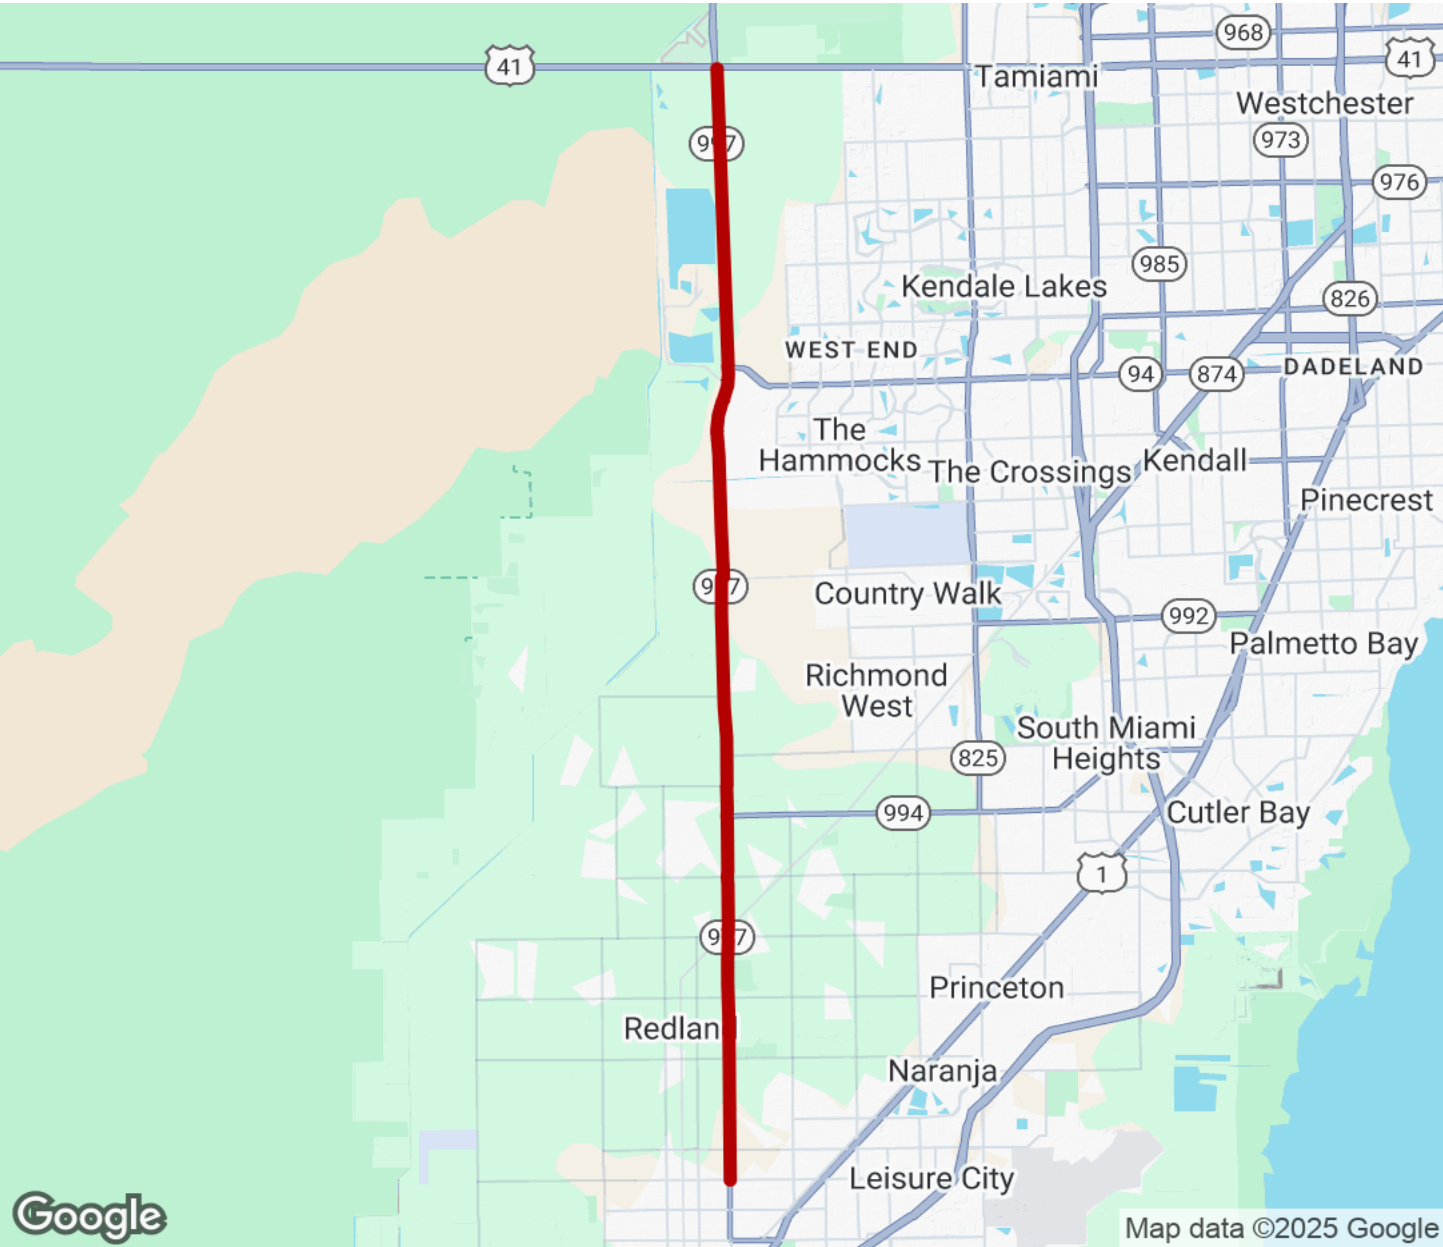 968
41
41
Tamiami
Westchester
973
976
985
Kendale Lakes
826
WEST END
94
874
DADELAND
The
Hammocks
The Crossings
Kendall
Pinecrest
Country Walk
992
Palmetto Bay
Richmond
West
South Miami
Heights
825
994
Cutler Bay
1
Princeton
Naranja
Leisure City
Google
Map data ©2025 Google